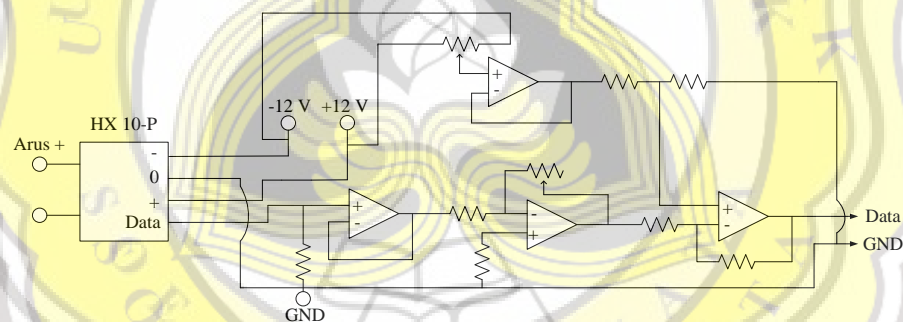 -12 V +12 V
HX 10-P
Arus +
-
0
+
Data
+
-
+
-
-
+
+
-
Data
GND
GND